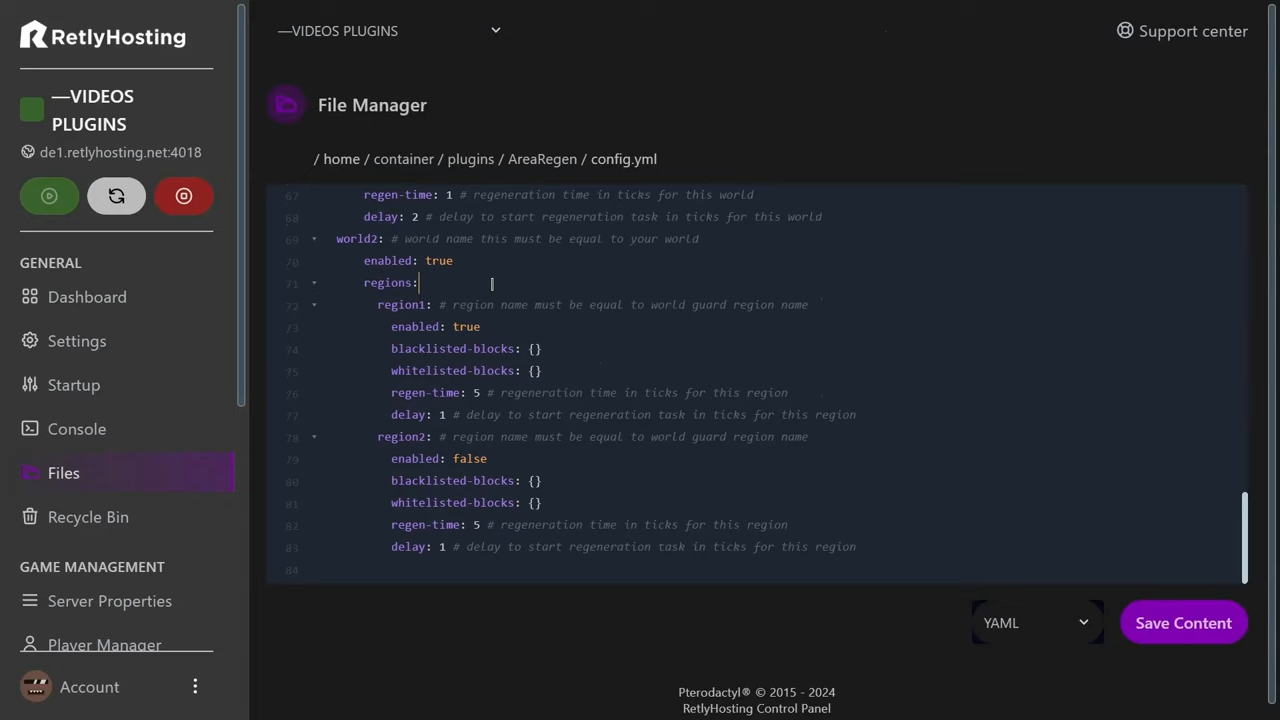 RetlyHosting
—VIDEOS PLUGINS
Support center
—VIDEOS
PLUGINS
de1.retlyhosting.net:4018
File Manager
/ home / container / plugins / AreaRegen / config.yml
GENERAL
Dashboard
Settings
Startup
Console
Files
Recycle Bin
GAME MANAGEMENT
Server Properties
Player Manager
Account
67 regen-time: 1 # regeneration time in ticks for this world
68 delay: 2 # delay to start regeneration task in ticks for this world
69 world2: # world name this must be equal to your world
70 enabled: true
71 regions:
72 region1: # region name must be equal to world guard region name
73 enabled: true
74 blacklisted-blocks: {}
75 whitelisted-blocks: {}
76 regen-time: 5 # regeneration time in ticks for this region
77 delay: 1 # delay to start regeneration task in ticks for this region
78 region2: # region name must be equal to world guard region name
79 enabled: false
80 blacklisted-blocks: {}
81 whitelisted-blocks: {}
82 regen-time: 5 # regeneration time in ticks for this region
83 delay: 1 # delay to start regeneration task in ticks for this region
84
YAML
Save Content
Pterodactyl® © 2015 - 2024
RetlyHosting Control Panel